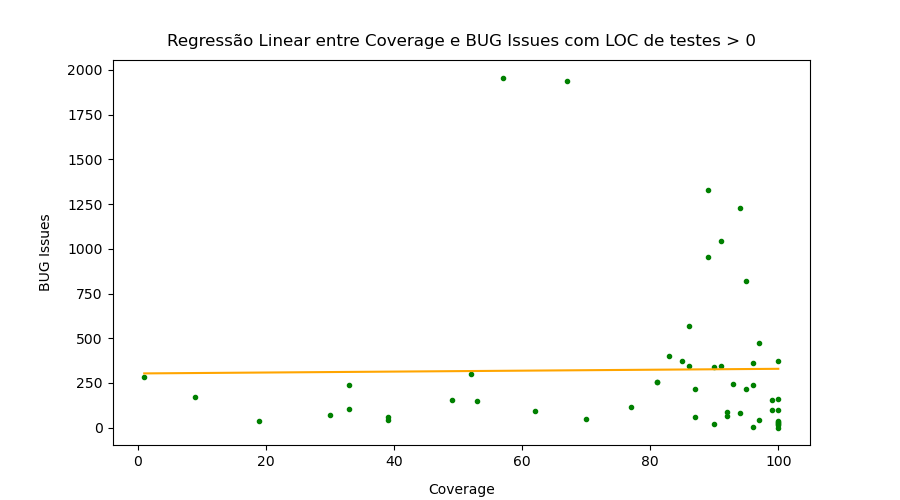 Regressão Linear entre Coverage e BUG Issues com LOC de testes > 0
2000
1750
1500
1250
1000
750
500
250
0
BUG Issues
0 20 40 60 80 100
Coverage